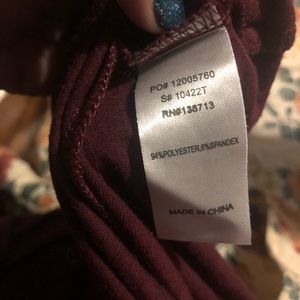 PO# 12005760
S# 10422T
RN#136713
94%POLYESTER,6%SPANDEX
MADE IN CHINA